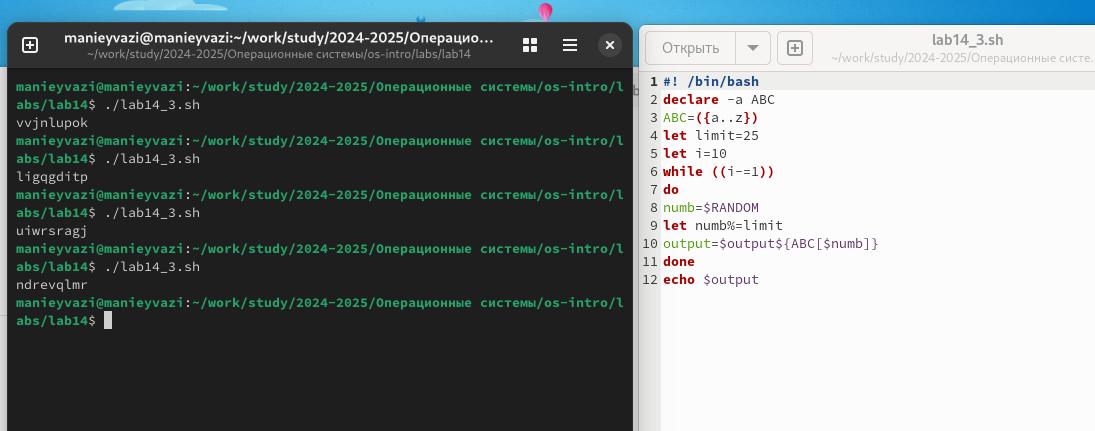 manieyvazi@manieyvazi:~/work/study/2024-2025/Операцио...
~/work/study/2024-2025/Операционные системы/os-intro/labs/lab14
manieyvazi@manieyvazi:~/work/study/2024-2025/Операционные системы/os-intro/l
abs/lab14$ ./lab14_3.sh
vvjnlupok
manieyvazi@manieyvazi:~/work/study/2024-2025/Операционные системы/os-intro/l
abs/lab14$ ./lab14_3.sh
ligqgditp
manieyvazi@manieyvazi:~/work/study/2024-2025/Операционные системы/os-intro/l
abs/lab14$ ./lab14_3.sh
uiwrsragj
manieyvazi@manieyvazi:~/work/study/2024-2025/Операционные системы/os-intro/l
abs/lab14$ ./lab14_3.sh
ndrevqlmr
manieyvazi@manieyvazi:~/work/study/2024-2025/Операционные системы/os-intro/l
abs/lab14$
Открыть
lab14_3.sh
~/work/study/2024-2025/Операционные систе...
1 #! /bin/bash
2 declare -a ABC
3 ABC=({a..z})
4 let limit=25
5 let i=10
6 while ((i-=1))
7 do
8 numb=$RANDOM
9 let numb%=limit
10 output=$output${ABC[$numb]}
11 done
12 echo $output